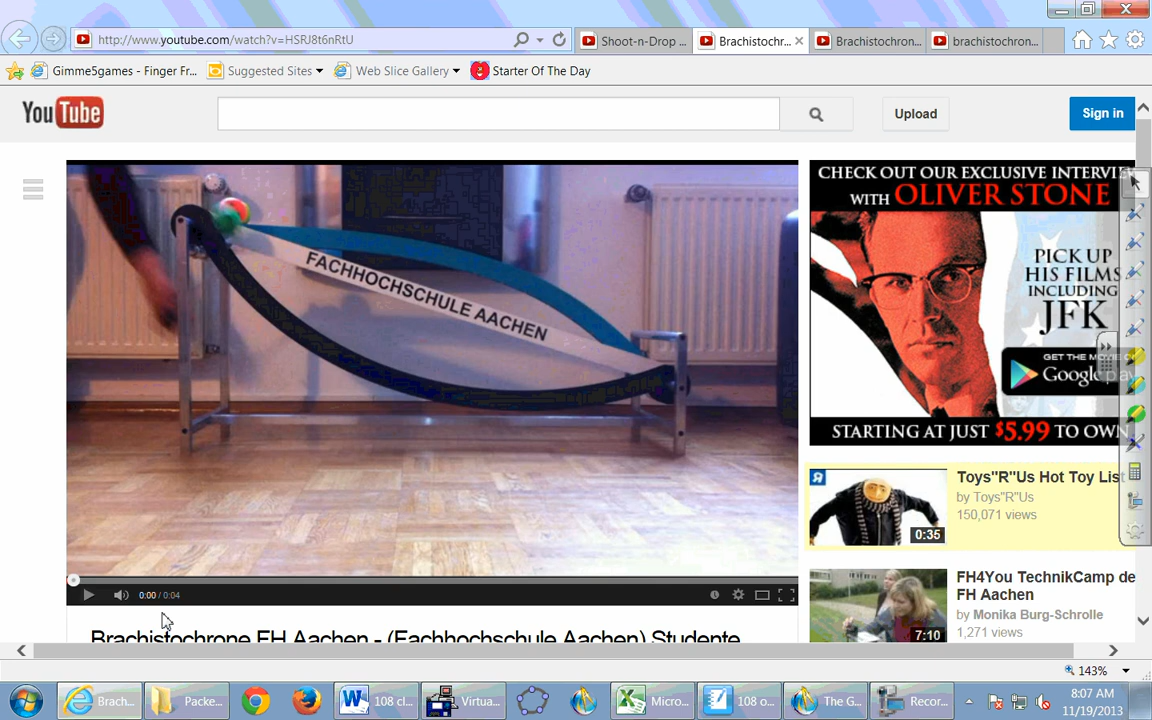 http://www.youtube.com/watch?v=HSRJ8t6nRtU
Shoot-n-Drop ...
Brachistochr...
Brachistochron...
brachistochron...
Gimme5games - Finger Fr...
Suggested Sites
Web Slice Gallery
Starter Of The Day
YouTube
Upload
Sign in
FACHHOCHSCHULE AACHEN
CHECK OUT OUR EXCLUSIVE INTERVI
WITH OLIVER STONE
PICK UP
HIS FILMS
INCLUDING
JFK
GET THE MOVIE
Google play
STARTING AT JUST $5.99 TO OWN
Toys"R"Us Hot Toy List
by Toys"R"Us
150,071 views
0:35
FH4You TechnikCamp de
FH Aachen
by Monika Burg-Schrolle
1,271 views
7:10
0:00 / 0:04
Brachistochrone FH Aachen - (Fachhochschule Aachen) Studente
143%
Brach...
Packe...
108 cl...
Virtua...
Micro...
108 o...
The G...
Recor...
8:07 AM
11/19/2013